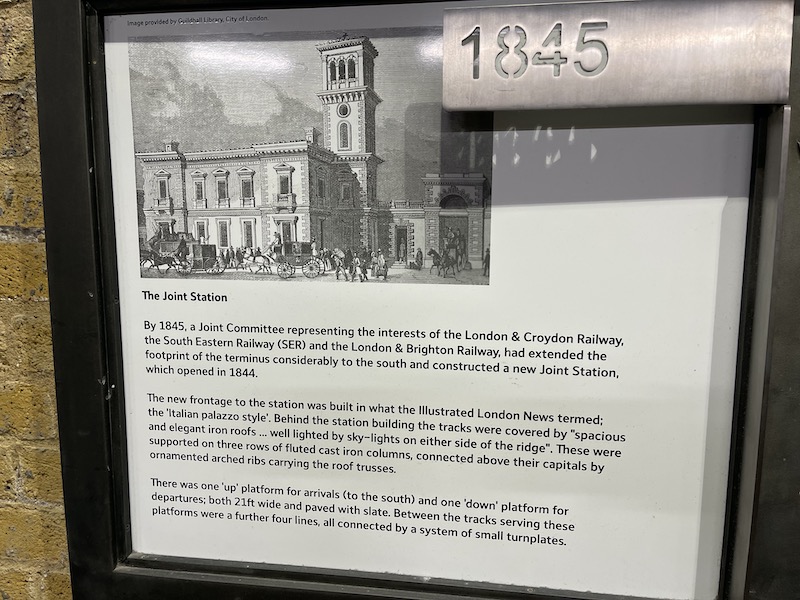 Image provided by Guildhall Library, City of London
1845
The Joint Station
By 1845, a Joint Committee representing the interests of the London & Croydon Railway,
the South Eastern Railway (SER) and the London & Brighton Railway, had extended the
footprint of the terminus considerably to the south and constructed a new Joint Station,
which opened in 1844.
The new frontage to the station was built in what the Illustrated London News termed;
the 'Italian palazzo style'. Behind the station building the tracks were covered by "spacious
and elegant iron roofs ... well lighted by sky-lights on either side of the ridge". These were
supported on three rows of fluted cast iron columns, connected above their capitals by
ornamented arched ribs carrying the roof trusses.
There was one 'up' platform for arrivals (to the south) and one 'down' platform for
departures; both 21ft wide and paved with slate. Between the tracks serving these
platforms were a further four lines, all connected by a system of small turnplates.